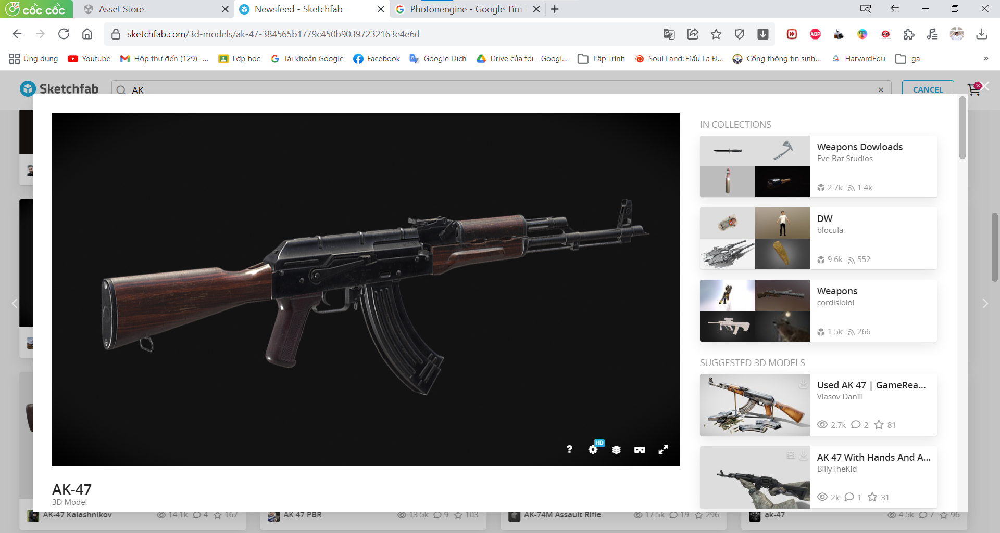 cốc cốc
Asset Store
Newsfeed - Sketchfab
Photonengine - Google Tìm
sketchfab.com/3d-models/ak-47-384565b1779c450b90397232163e4e6d
ABP
T
ADS
Ứng dụng
Youtube
Hộp thư đến (129) -...
Lớp học
Tài khoản Google
Facebook
Google Dịch
Drive của tôi - Googl...
Lập Trình
Soul Land: Đấu La Đ...
Cổng thông tin sinh...
HarvardEdu
ga
»
Sketchfab
AK
CANCEL
%
IN COLLECTIONS
Weapons Dowloads
Eve Bat Studios
2.7k 1.4k
DW
blocula
9.6k 552
Weapons
cordisiolol
1.5k 266
SUGGESTED 3D MODELS
Used AK 47 | GameRea...
Vlasov Daniil
2.7k 2 81
AK 47 With Hands And A...
BillyTheKid
2k 1 31
? HD
AK-47
3D Model
AK-47 Kalashnikov 14.1k 4 167
AK 47 PBR 13.5k 9 103
AK-74M Assault Rifle 17.5k 19 296
ak-47 4.5k 7 96